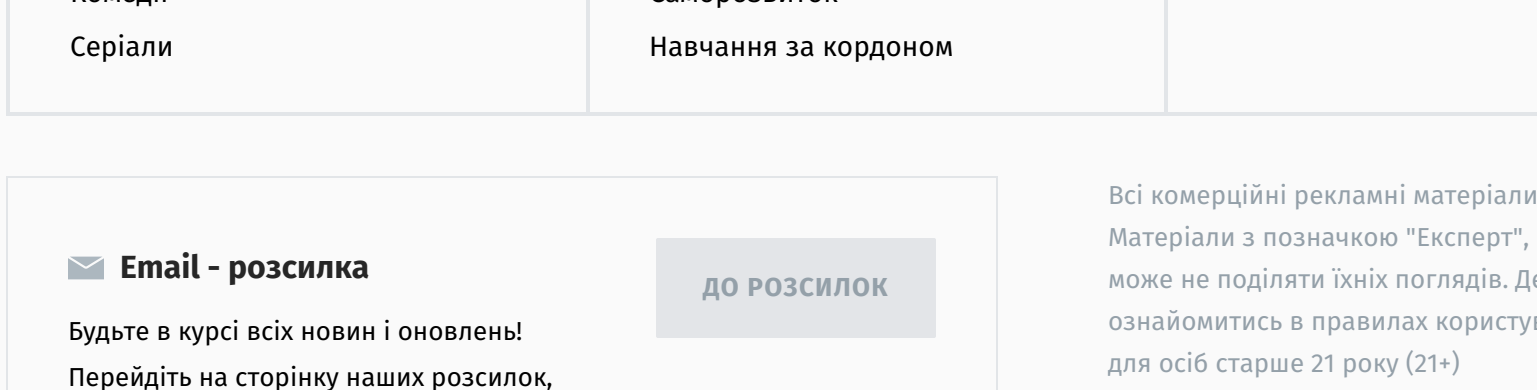 Серіали
Навчання за кордоном
Email - розсилка
ДО РОЗСИЛОК
Будьте в курсі всіх новин і оновлень!
Перейдіть на сторінку наших розсилок,
Всі комерційні рекламні матеріали
Матеріали з позначкою "Експерт",
може не поділяти їхніх поглядів.
ознайомитись в правилах
для осіб старше 21 року (21+)